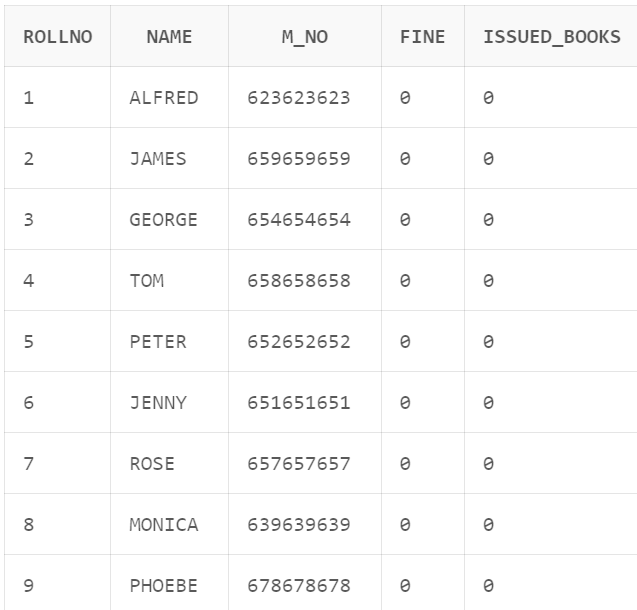 ROLLNO NAME M_NO FINE ISSUED_BOOKS
1 ALFRED 623623623 0 0
2 JAMES 659659659 0 0
3 GEORGE 654654654 0 0
4 TOM 658658658 0 0
5 PETER 652652652 0 0
6 JENNY 651651651 0 0
7 ROSE 657657657 0 0
8 MONICA 639639639 0 0
9 PHOEBE 678678678 0 0